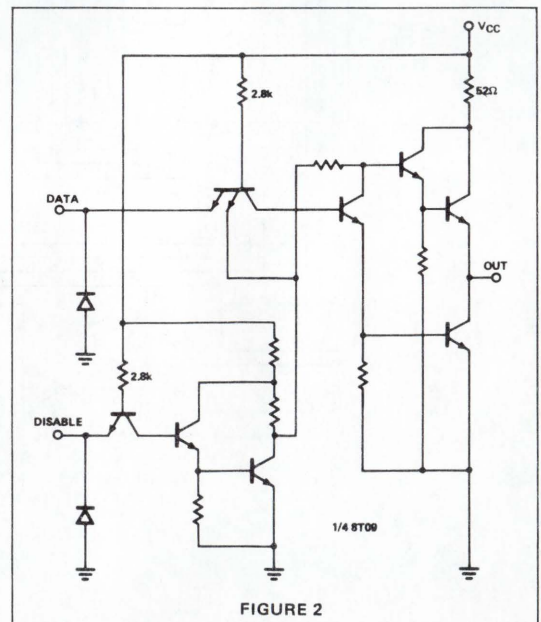 VCC
2.8k
52Ω
DATA
OUT
2.8k
DISABLE
1/4 8T09
FIGURE 2